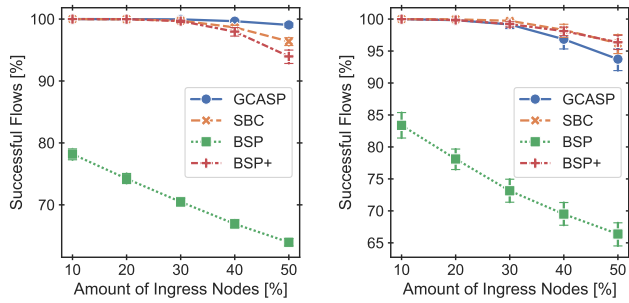 100
90
80
70
Successful Flows [%]
GCASP
SBC
BSP
BSP+
10 20 30 40 50
Amount of Ingress Nodes [%]
100
95
90
85
80
75
70
65
Successful Flows [%]
GCASP
SBC
BSP
BSP+
10 20 30 40 50
Amount of Ingress Nodes [%]